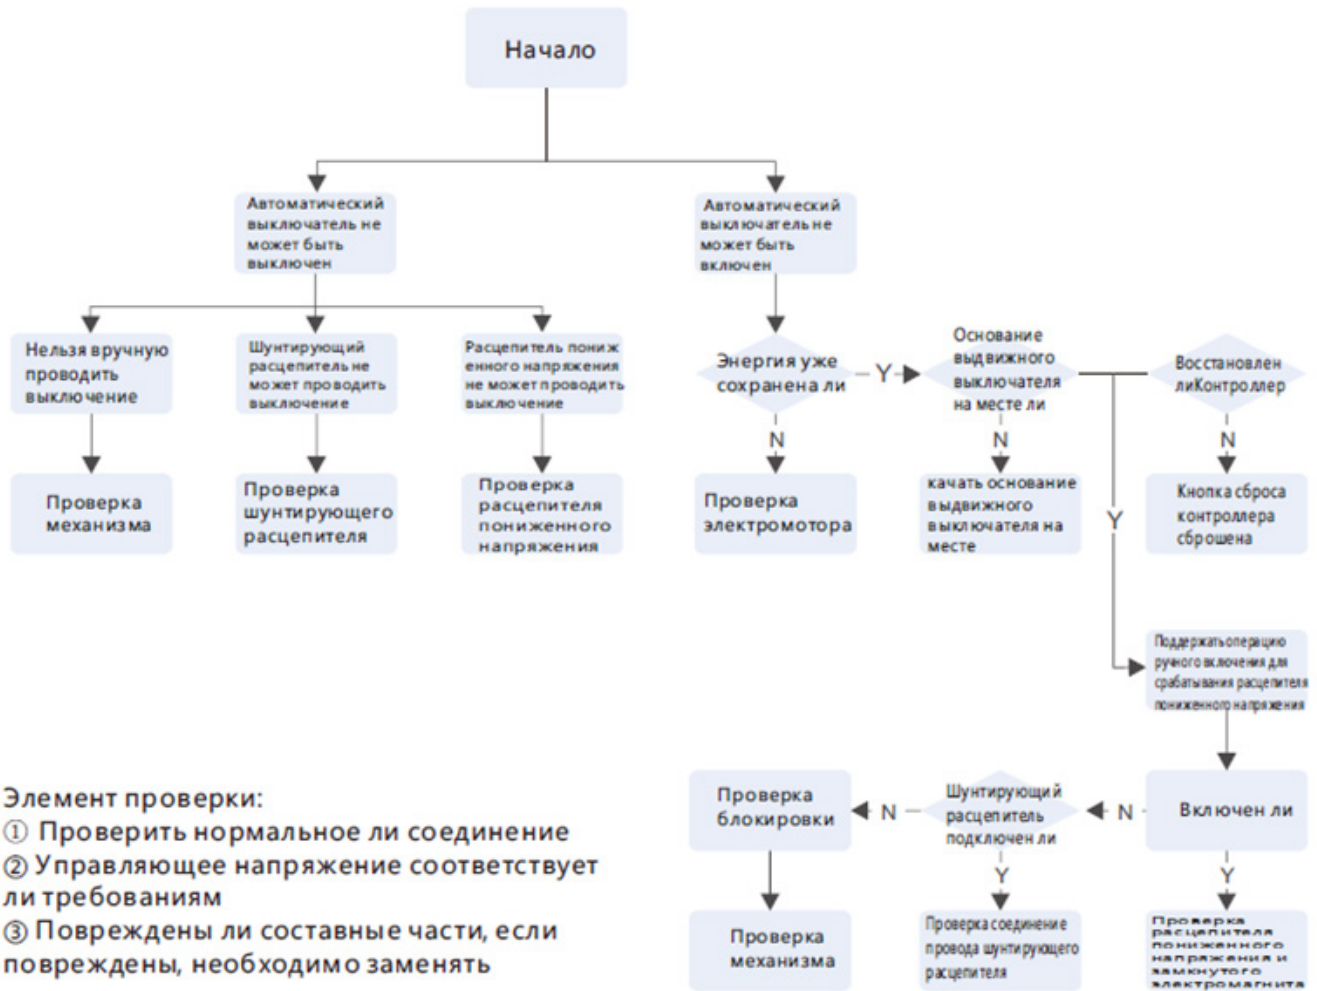 Начало
Автоматический
выключатель не
может быть
выключен
Автоматический
выключатель не
может быть
включен
Нельзя вручную
проводить
выключение
Шунтирующий
расцепитель не
может проводить
выключение
Расцепитель пониж
енного напряжения
не может проводить
выключение
Энергия уже
сохранена ли
Y
Основание
выдвижного
выключателя
на месте ли
Восстановлен
лиКонтроллер
N
N
N
Проверка
механизма
Проверка
шунтирующего
расцепителя
Проверка
расцепителя
пониженного
напряжения
Проверка
электромотора
качать основание
выдвижного
выключателя на
месте
Y
Кнопка сброса
контроллера
сброшена
Поддержать операцию
ручного включения для
срабатывания расцепителя
пониженного напряжения
Проверка
блокировки
N
Шунтирующий
расцепитель
подключен ли
N
Включен ли
Y
Y
Проверка
механизма
Проверка соединение
провода шунтирующего
расцепителя
Проверка
расцепителя
пониженного
напряжения и
замкнутого
электромагнита
Элемент проверки:
① Проверить нормальное ли соединение
② Управляющее напряжение соответствует
ли требованиям
③ Повреждены ли составные части, если
повреждены, необходимо заменять